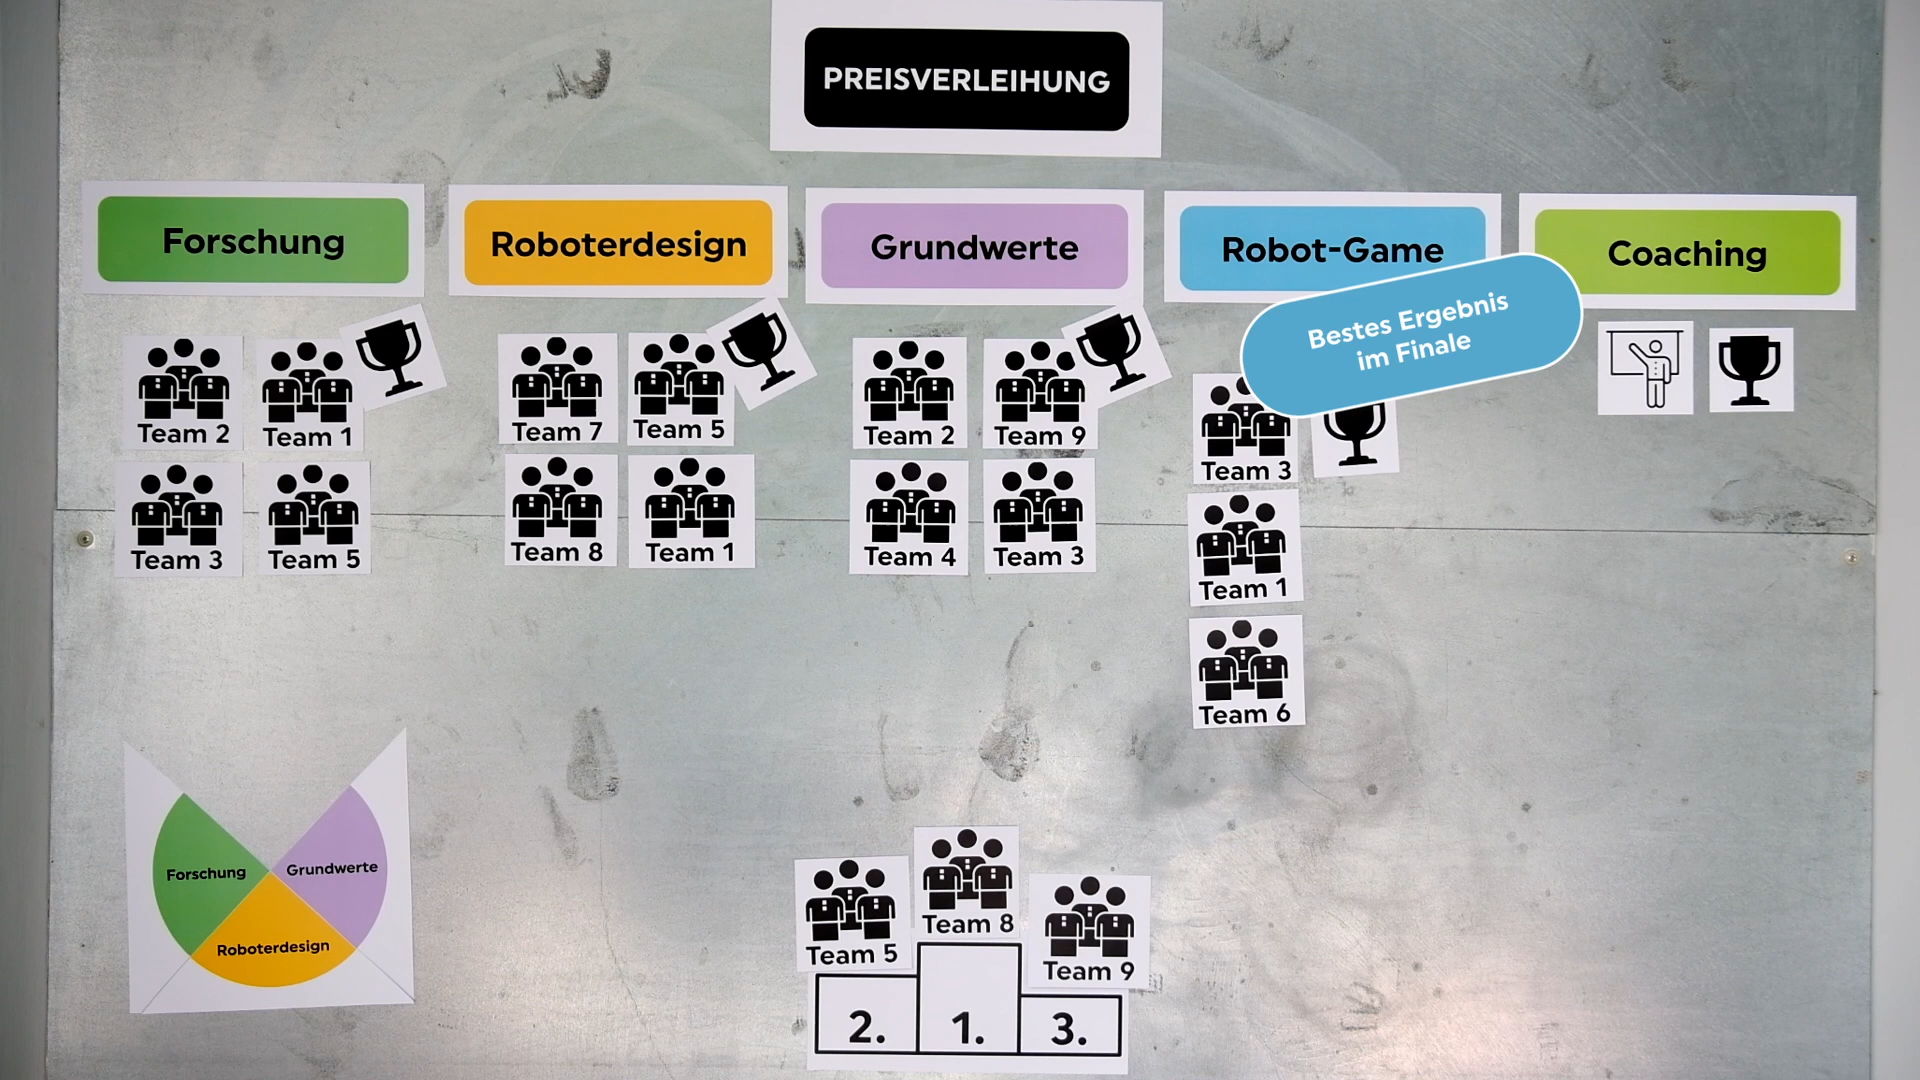 PREISVERLEIHUNG
Forschung
Roboterdesign
Grundwerte
Robot-Game
Coaching
Bestes Ergebnis
im Finale
Team 2
Team 1
Team 3
Team 5
Team 7
Team 5
Team 8
Team 1
Team 2
Team 9
Team 4
Team 3
Team 3
Team 1
Team 6
Forschung
Grundwerte
Roboterdesign
Team 5
Team 8
Team 9
2.
1.
3.